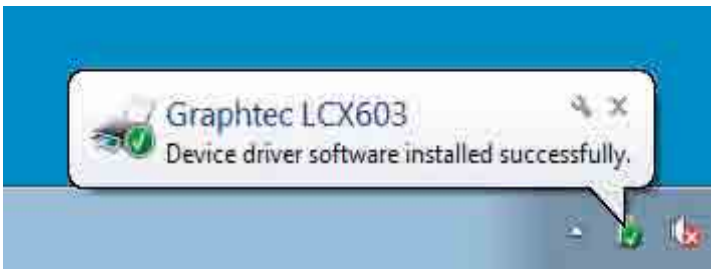 Graphtec LCX603
Device driver software installed successfully.